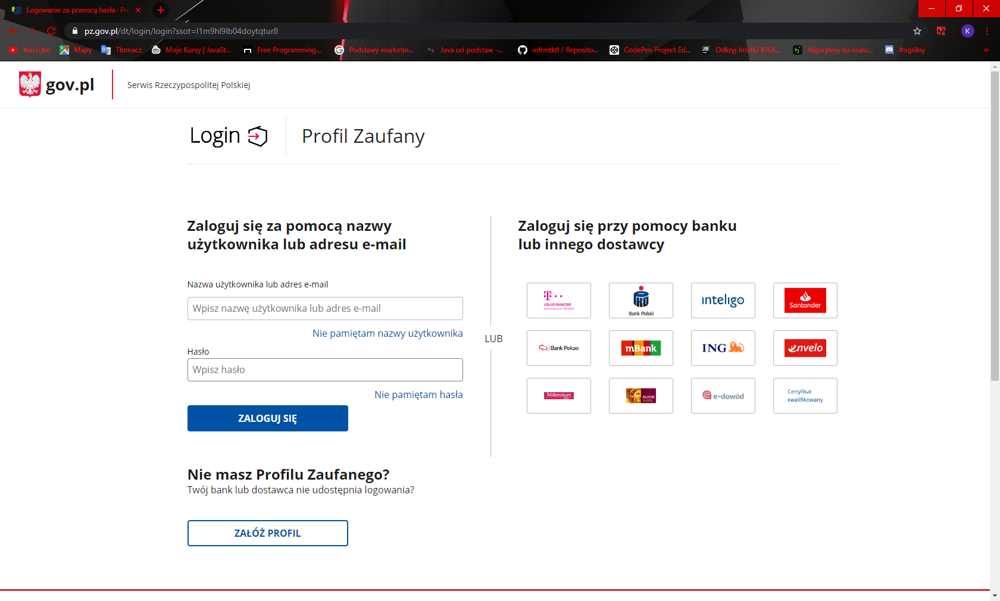 Logowanie za pomocą hasła- Pro
pz.gov.pl/dt/login/login?ssot=l1m9hl9lb04doytqtur8
K
YouTube
Mapy
Tłumacz
Moje Kursy | JavaSt...
Free Programming...
Podstawy marketin...
Java od podstaw -...
infrmtktl / Reposito...
CodePen Project Ed...
Odkryj IntelliJ IDEA...
Algorytmy na matu...
#ogólny
gov.pl
Serwis Rzeczypospolitej Polskiej
Login
Profil Zaufany
Zaloguj się za pomocą nazwy
użytkownika lub adresu e-mail
Nazwa użytkownika lub adres e-mail
Wpisz nazwę użytkownika lub adres e-mail
Nie pamiętam nazwy użytkownika
Hasło
Wpisz hasło
Nie pamiętam hasła
ZALOGUJ SIĘ
LUB
Zaloguj się przy pomocy banku
lub innego dostawcy
T
USŁUGI BANKOWE
Bank Polski
inteligo
Santander
Bank Pekao
mBank
ING
envelo
Millennium
BANK
ALIOR
BANK
e-dowód
Certyfikat
kwalifikowany
Nie masz Profilu Zaufanego?
Twój bank lub dostawca nie udostępnia logowania?
ZAŁÓŻ PROFIL